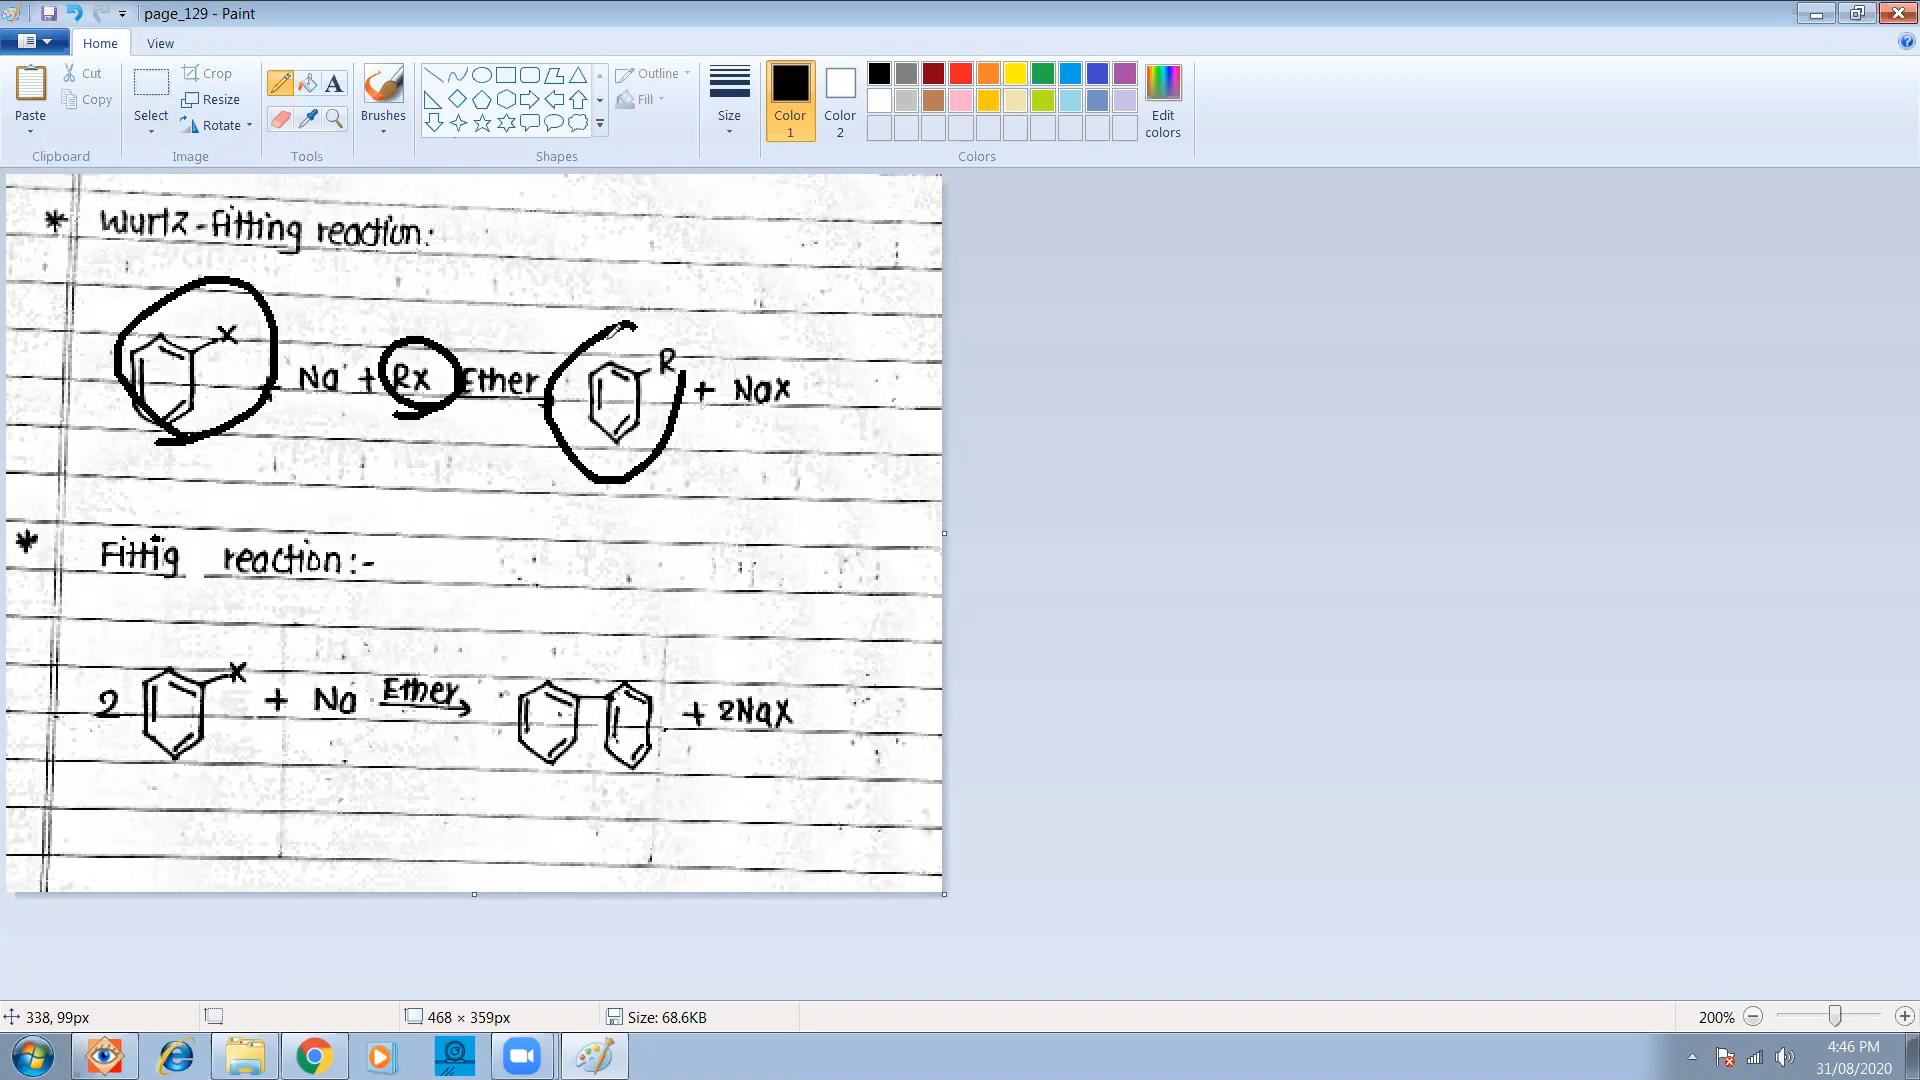 page_129 - Paint
Home View
Paste Cut Copy Clipboard
Select Crop Resize Rotate Image
Tools
Brushes
Shapes Outline Fill
Size
Color 1 Color 2 Edit colors Colors
* Wurtz-Fitting reaction:
X
Na + Rx Ether R + NaX
* Fittig reaction:-
2 X + Na Ether + 2NaX
338, 99px 468 × 359px Size: 68.6KB 200%
4:46 PM
31/08/2020